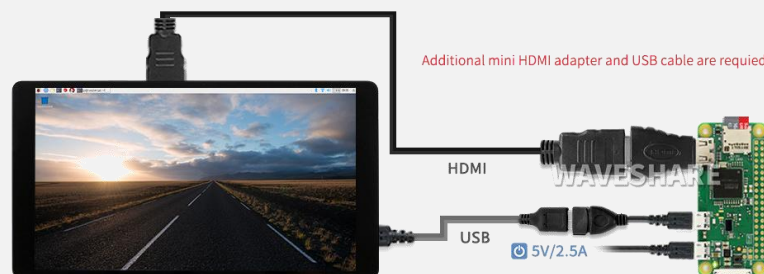 Additional mini HDMI adapter and USB cable are requied
HDMI
WAVESHARE
USB
5V/2.5A